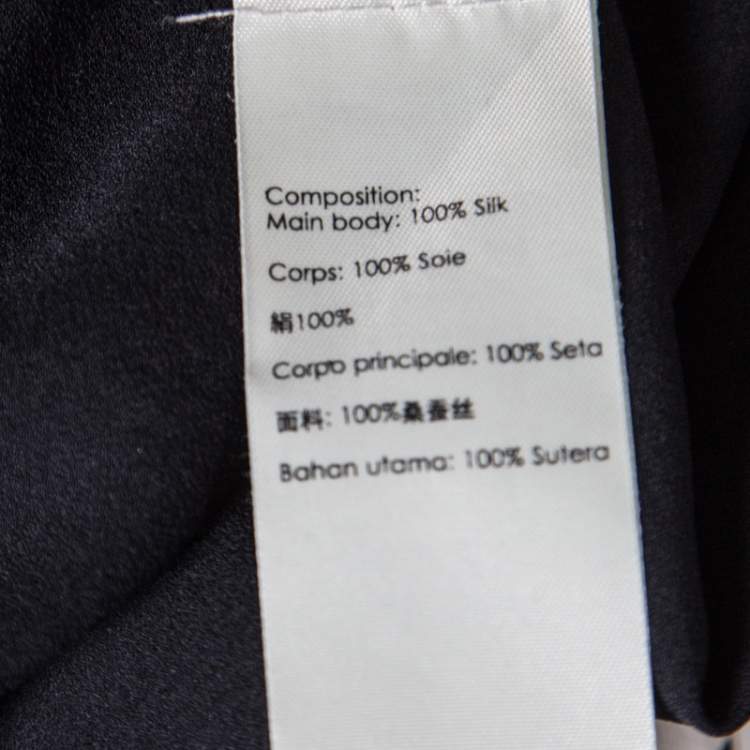 Composition:
Main body: 100% Silk
Corps: 100% Soie
絹100%
Corpo principale: 100% Seta
面料: 100%桑蚕丝
Bahan utama: 100% Sutera